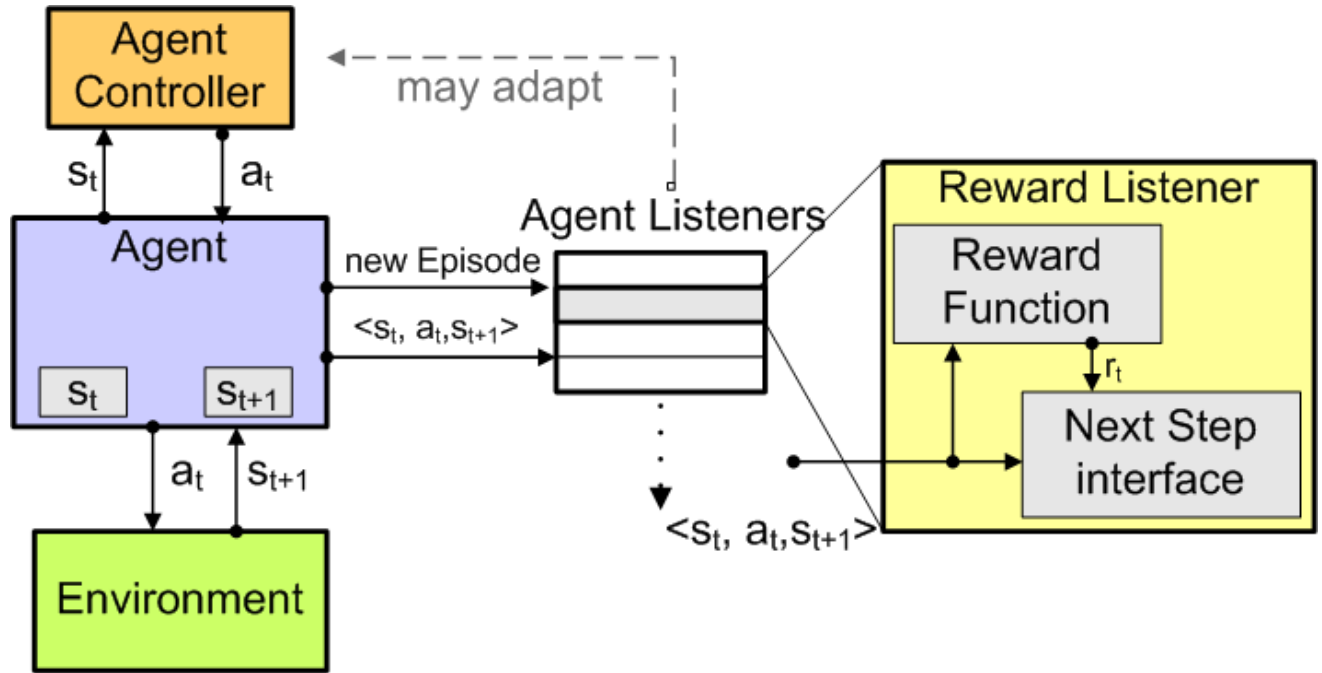 Agent
Controller
may adapt
sₜ
aₜ
Agent
new Episode
<sₜ, aₜ,sₜ₊₁>
sₜ
sₜ₊₁
aₜ
sₜ₊₁
Environment
Agent Listeners
<sₜ, aₜ,sₜ₊₁>
Reward Listener
Reward
Function
rₜ
Next Step
interface